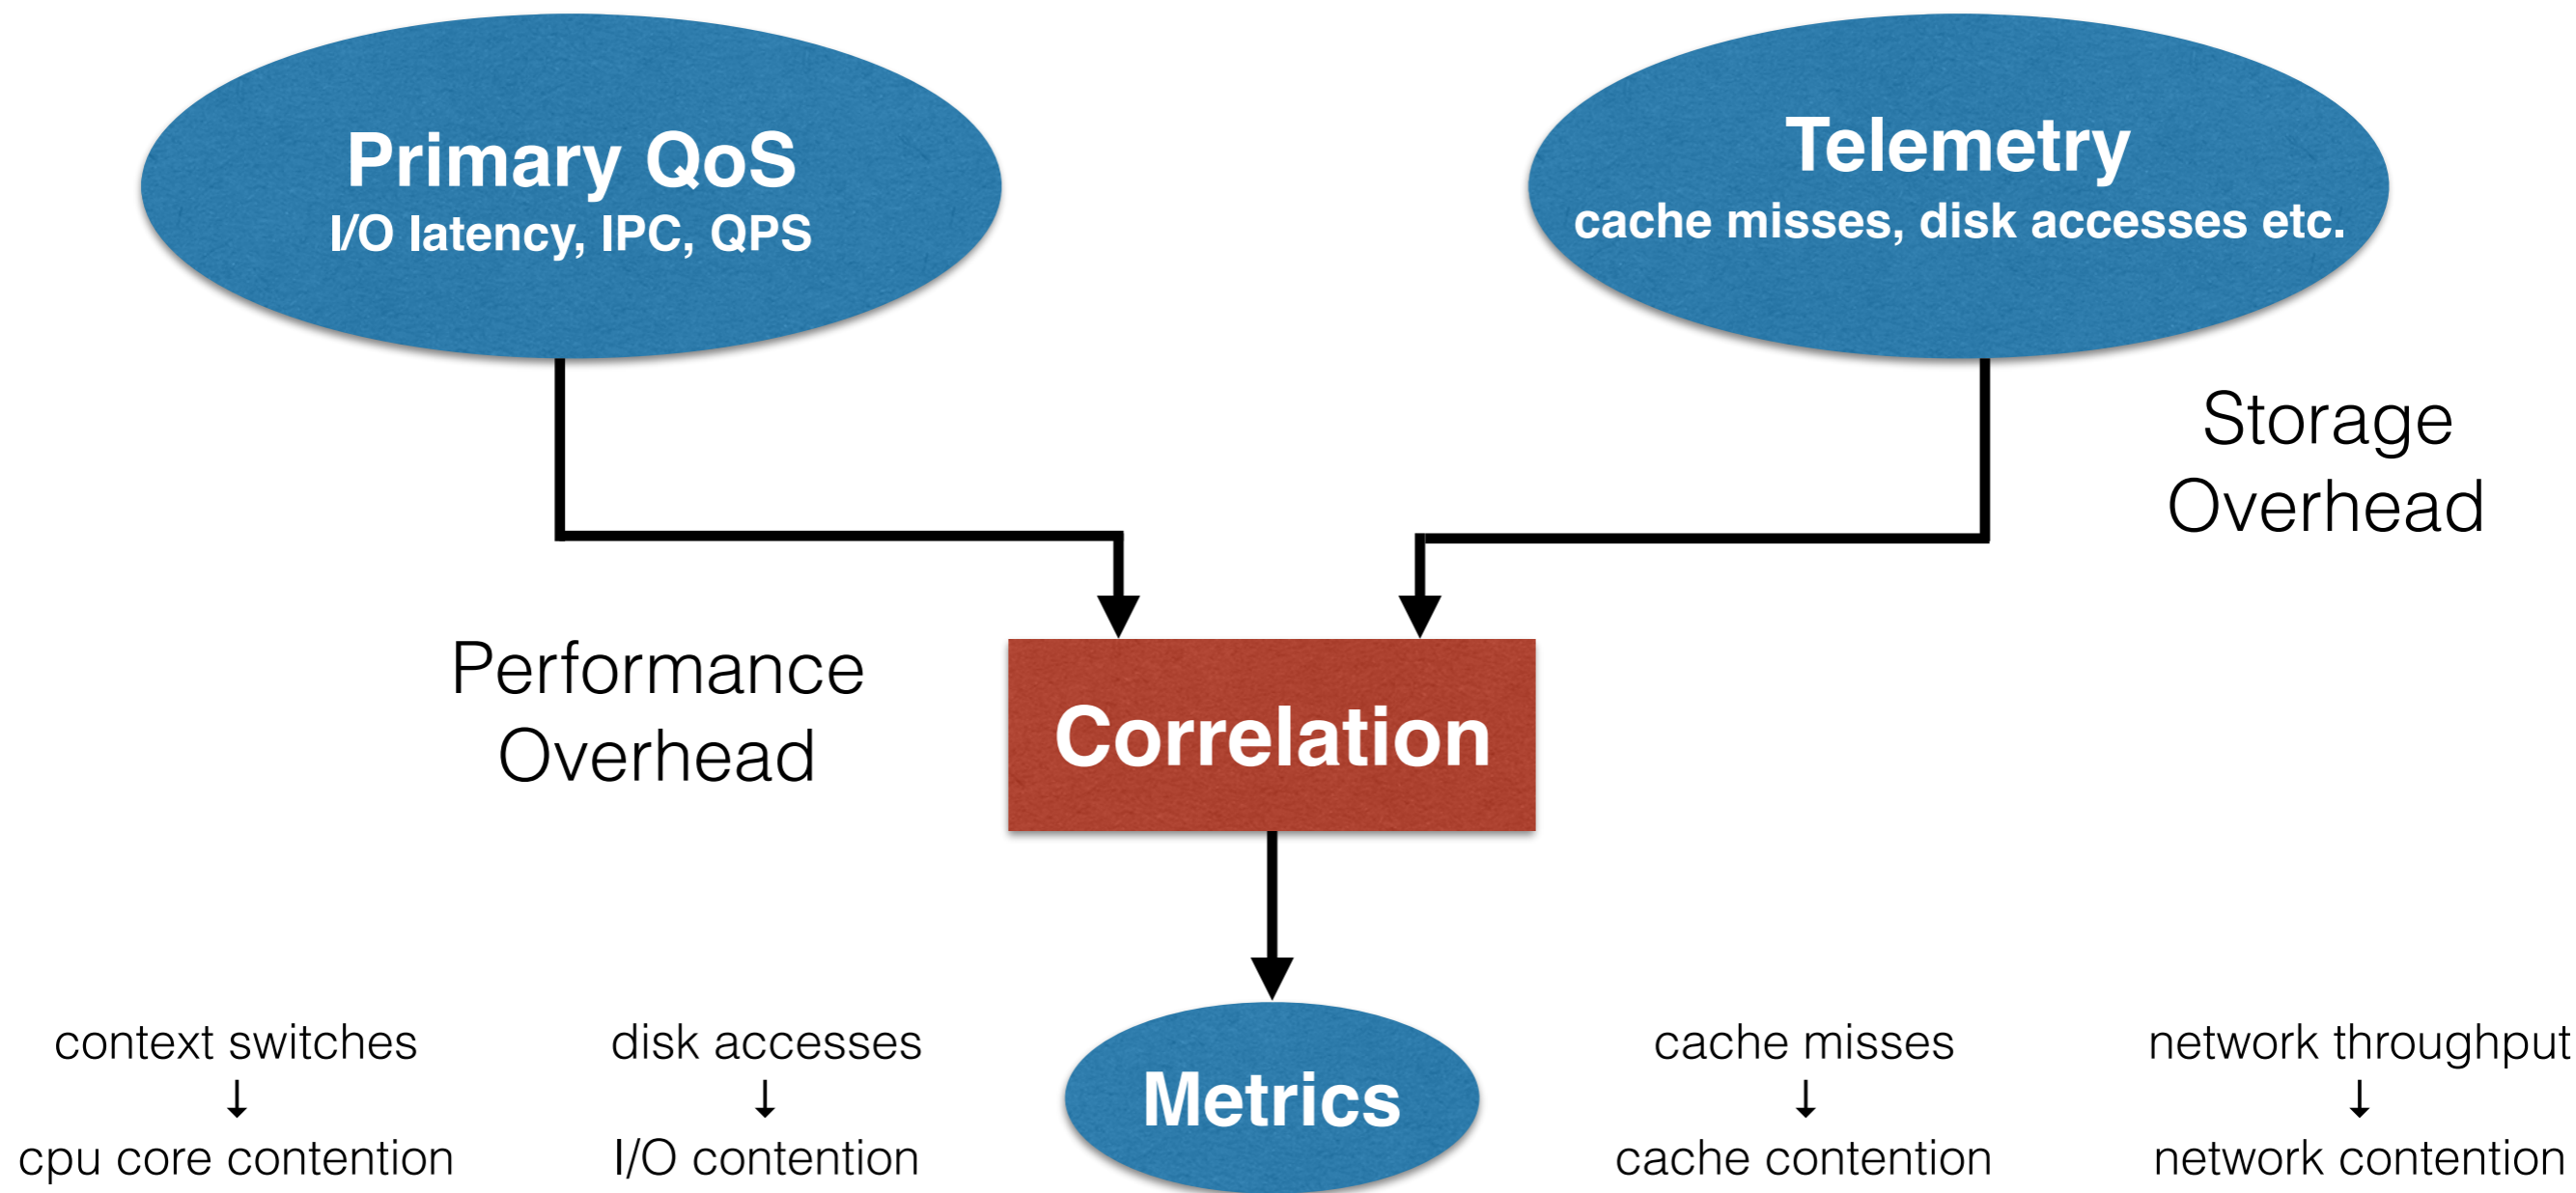 Primary QoS
I/O latency, IPC, QPS
Telemetry
cache misses, disk accesses etc.
Storage
Overhead
Performance
Overhead
Correlation
context switches
↓
cpu core contention
disk accesses
↓
I/O contention
Metrics
cache misses
↓
cache contention
network throughput
↓
network contention